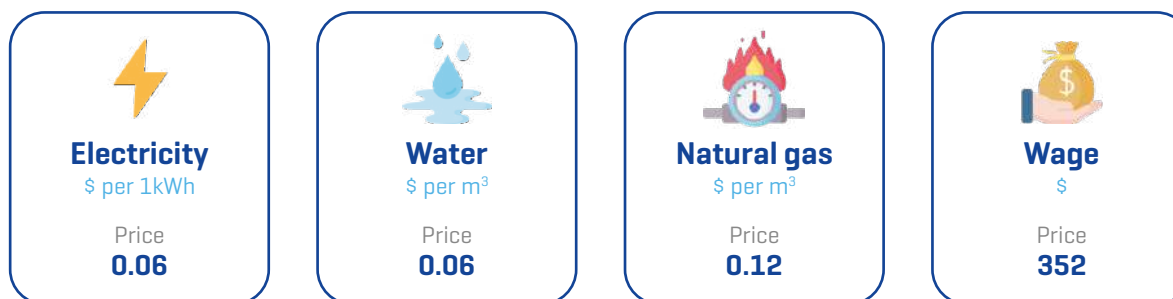 Electricity
$ per 1kWh
Price
0.06
Water
$ per m³
Price
0.06
Natural gas
$ per m³
Price
0.12
$
Wage
$
Price
352